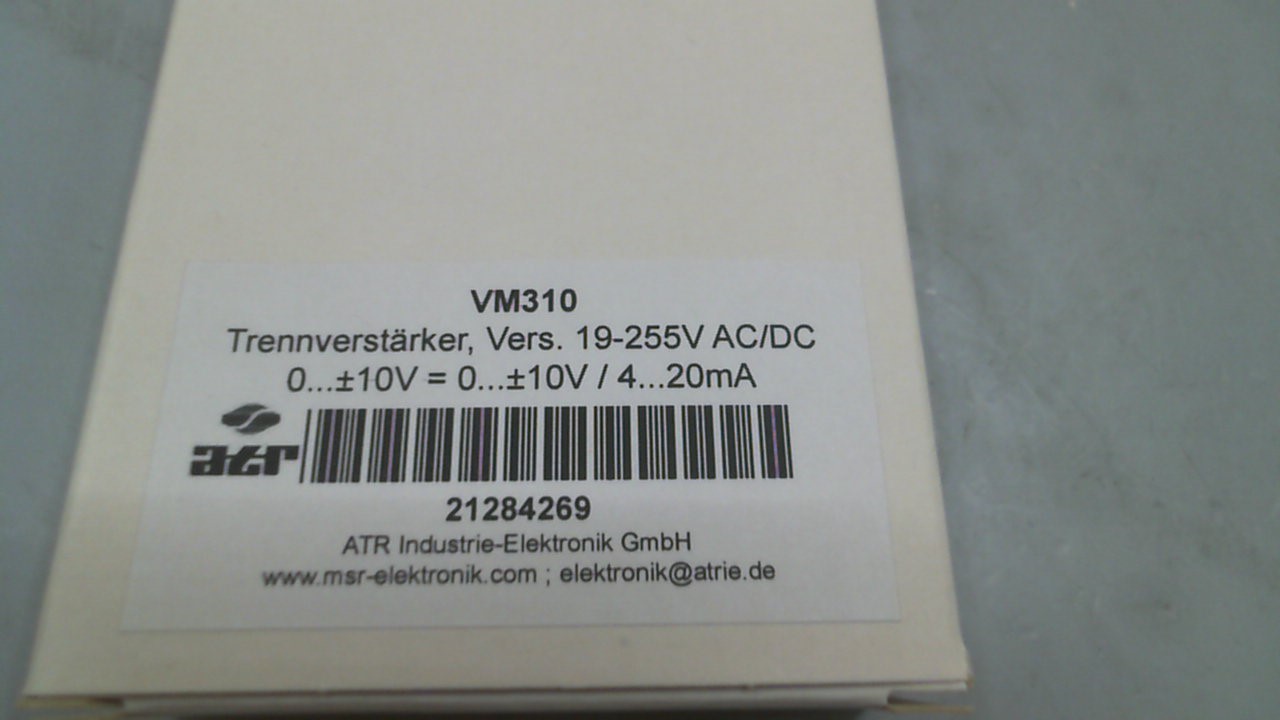 VM310
Trennverstärker, Vers. 19-255V AC/DC
0...±10V = 0...±10V / 4...20mA
atr
21284269
ATR Industrie-Elektronik GmbH
www.msr-elektronik.com ; elektronik@atrie.de